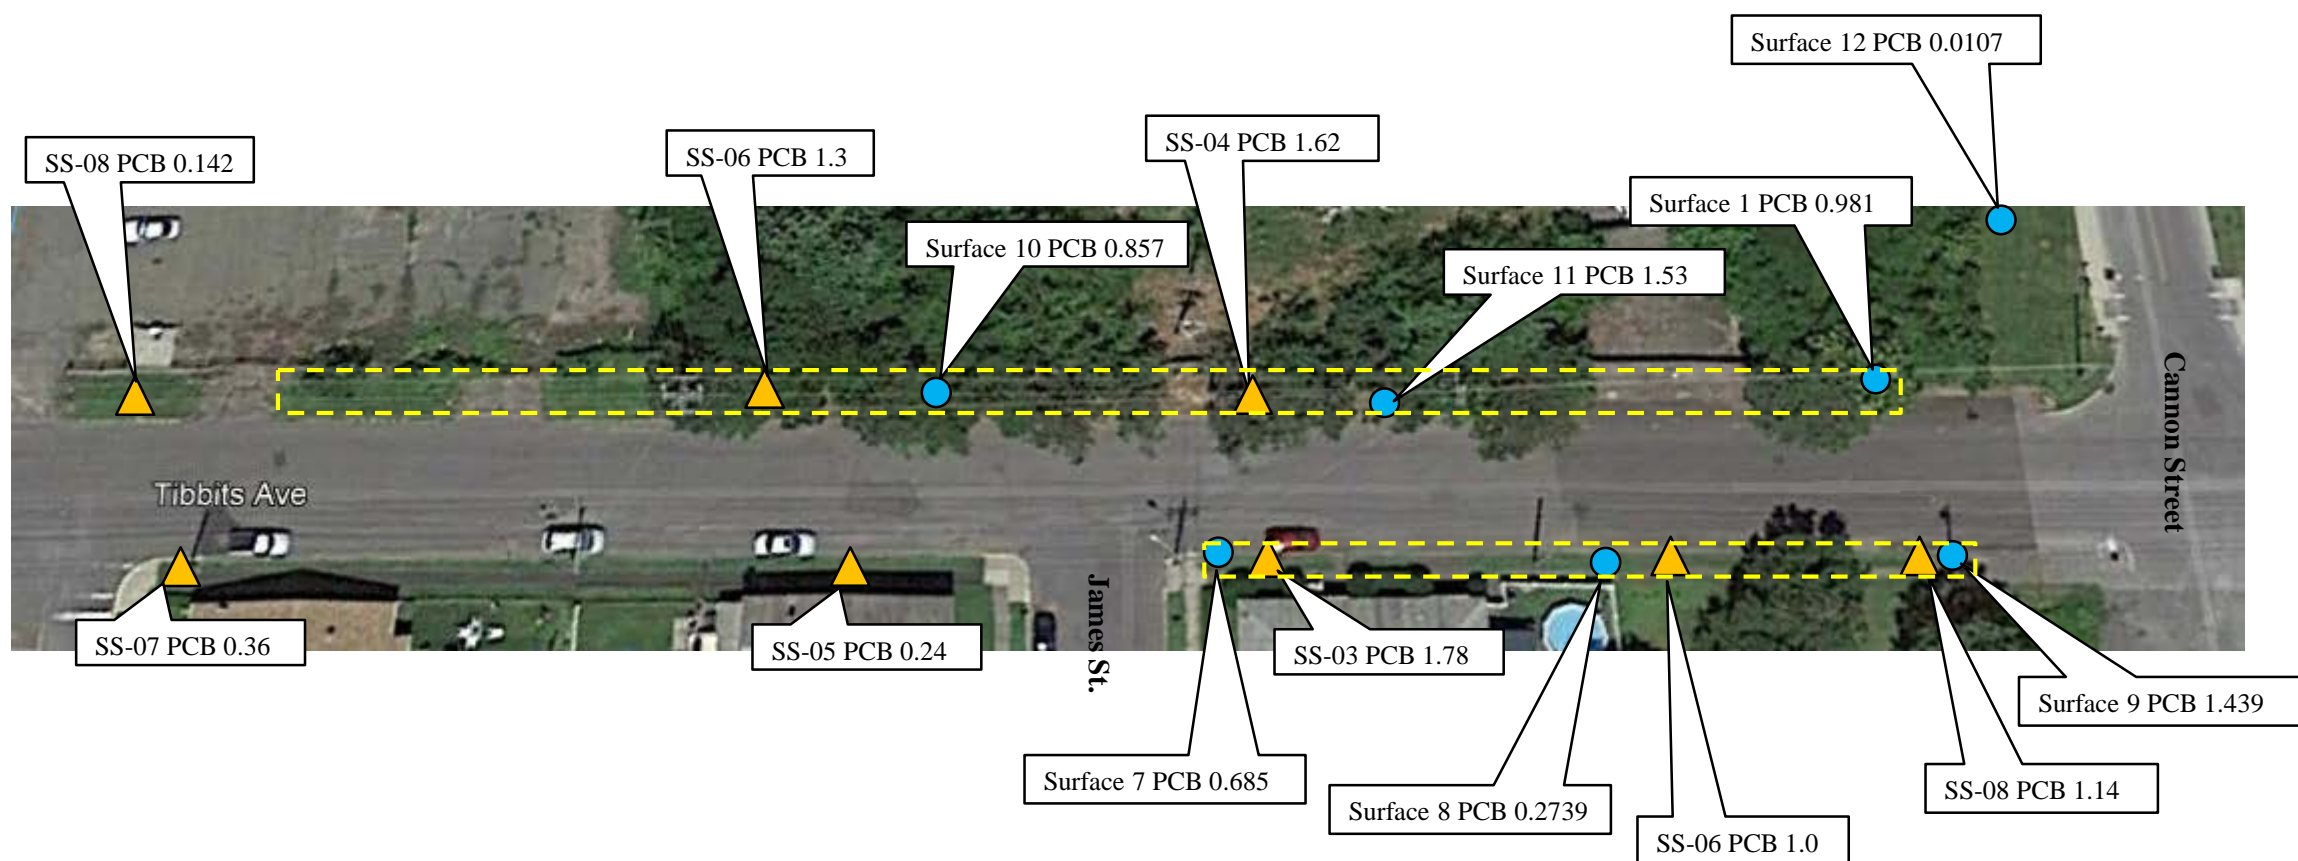 Surface 12 PCB 0.0107
SS-08 PCB 0.142
SS-06 PCB 1.3
SS-04 PCB 1.62
Surface 1 PCB 0.981
Surface 10 PCB 0.857
Surface 11 PCB 1.53
Cannon Street
Tibbits Ave
James St.
SS-07 PCB 0.36
SS-05 PCB 0.24
SS-03 PCB 1.78
Surface 9 PCB 1.439
Surface 7 PCB 0.685
Surface 8 PCB 0.2739
SS-08 PCB 1.14
SS-06 PCB 1.0